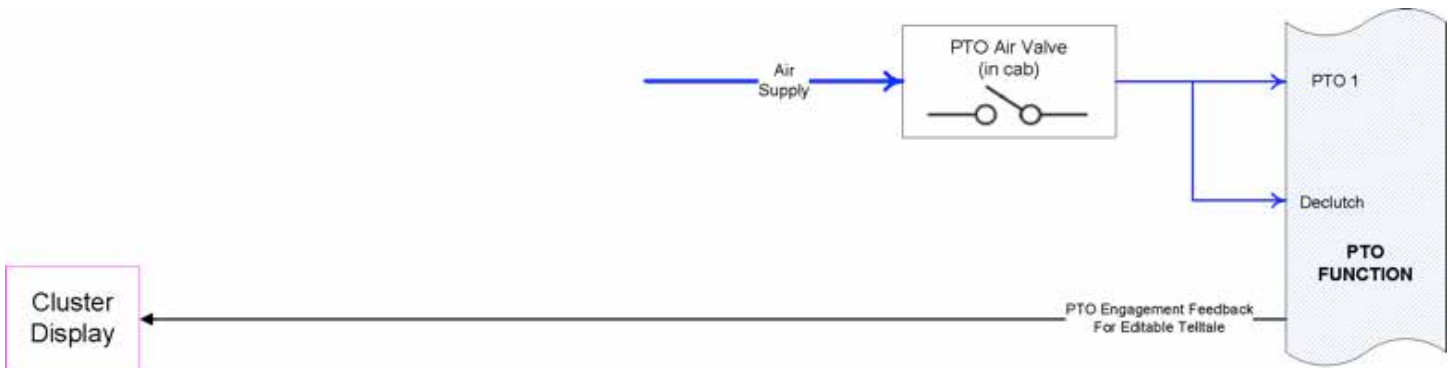 PTO Air Valve
(in cab)
Air
Supply
PTO 1
Declutch
PTO
FUNCTION
Cluster
Display
PTO Engagement Feedback
For Editable Telltale